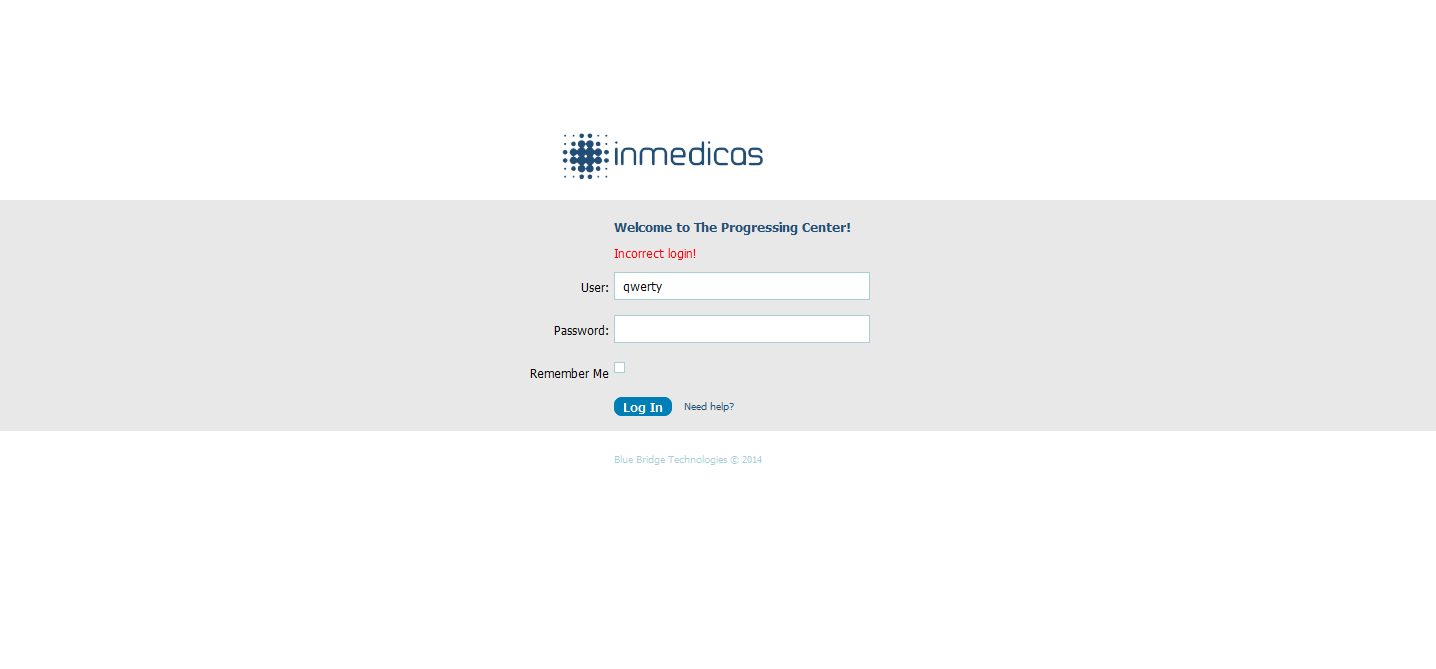 inmedicas
Welcome to The Progressing Center!
Incorrect login!
User: qwerty
Password:
Remember Me
Log In Need help?
Blue Bridge Technologies © 2014